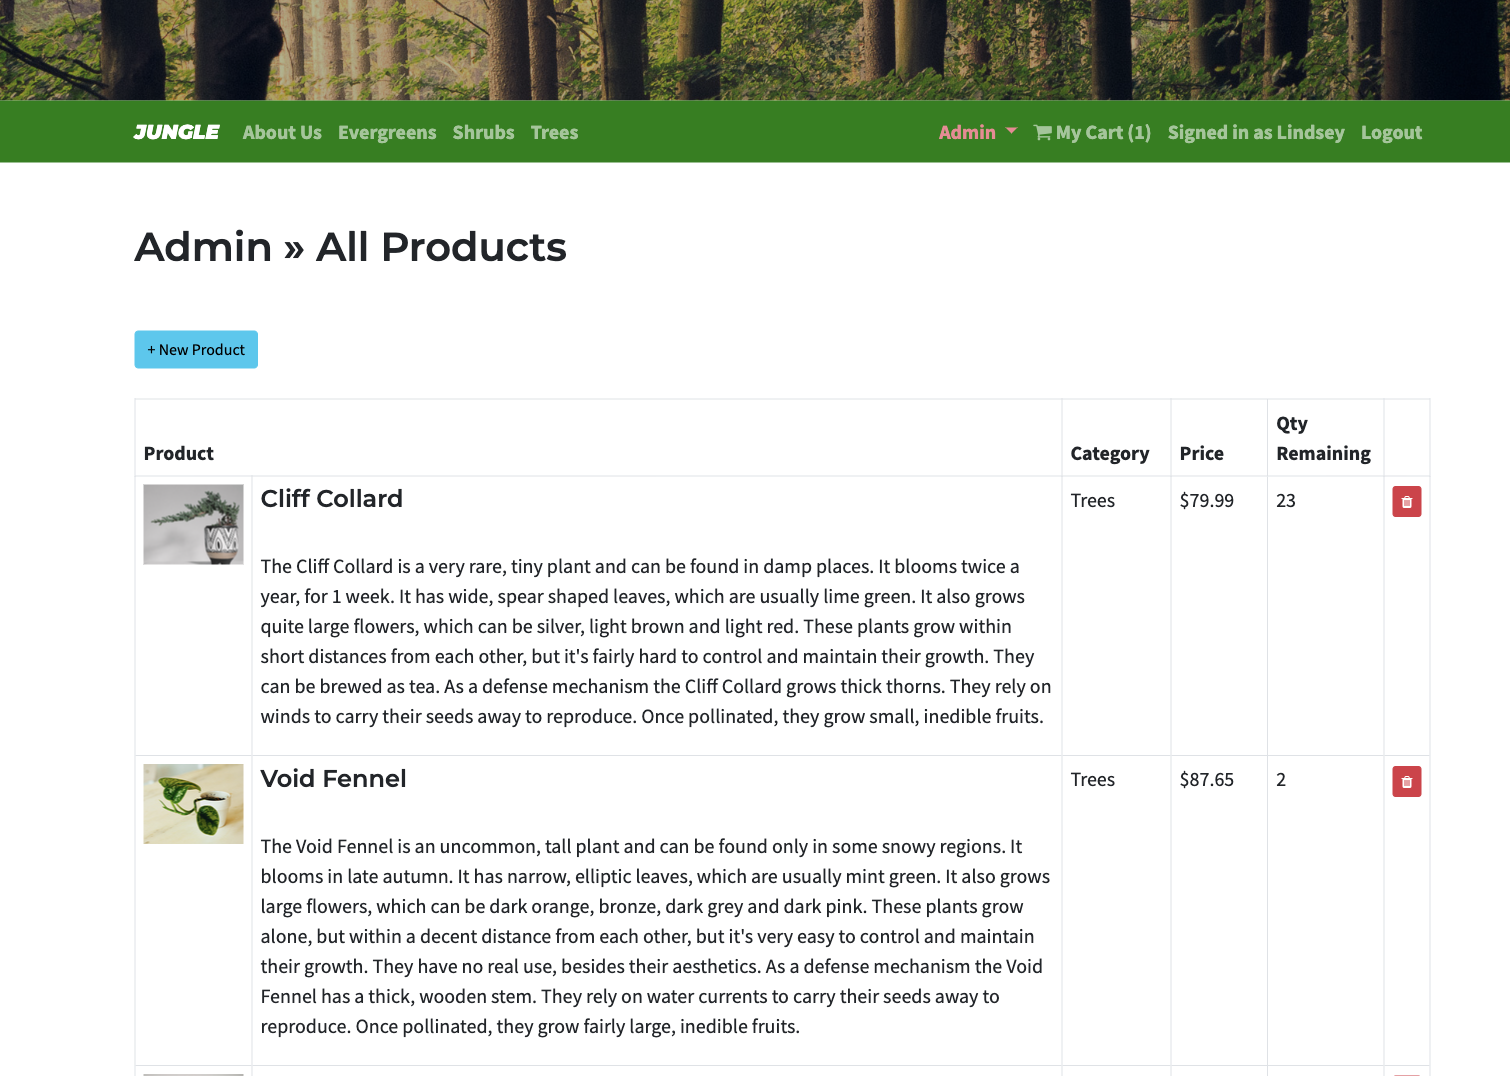 JUNGLE About Us Evergreens Shrubs Trees Admin My Cart (1) Signed in as Lindsey Logout
Admin » All Products
+ New Product
Product Category Price Qty Remaining
Cliff Collard Trees $79.99 23
The Cliff Collard is a very rare, tiny plant and can be found in damp places. It blooms twice a
year, for 1 week. It has wide, spear shaped leaves, which are usually lime green. It also grows
quite large flowers, which can be silver, light brown and light red. These plants grow within
short distances from each other, but it's fairly hard to control and maintain their growth. They
can be brewed as tea. As a defense mechanism the Cliff Collard grows thick thorns. They rely on
winds to carry their seeds away to reproduce. Once pollinated, they grow small, inedible fruits.
Void Fennel Trees $87.65 2
The Void Fennel is an uncommon, tall plant and can be found only in some snowy regions. It
blooms in late autumn. It has narrow, elliptic leaves, which are usually mint green. It also grows
large flowers, which can be dark orange, bronze, dark grey and dark pink. These plants grow
alone, but within a decent distance from each other, but it's very easy to control and maintain
their growth. They have no real use, besides their aesthetics. As a defense mechanism the Void
Fennel has a thick, wooden stem. They rely on water currents to carry their seeds away to
reproduce. Once pollinated, they grow fairly large, inedible fruits.